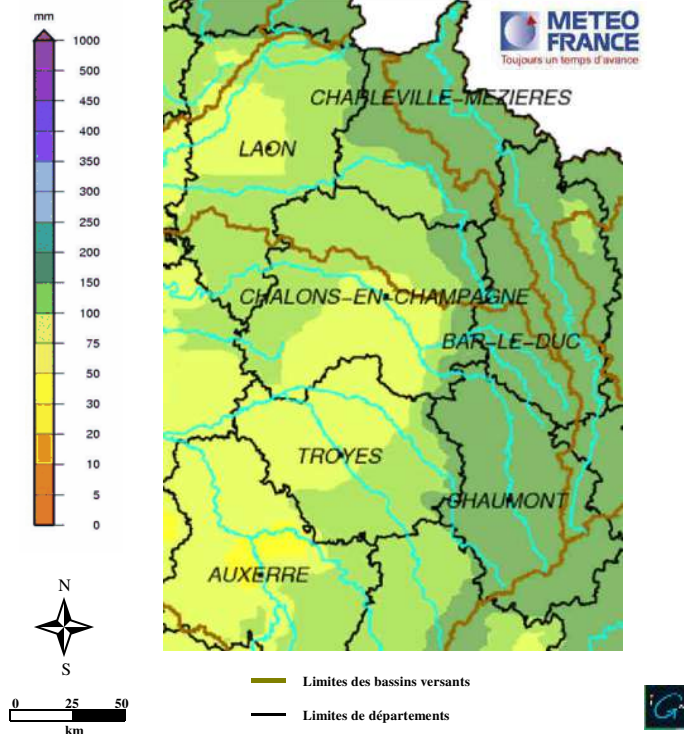 mm
1000
500
450
400
350
300
250
200
150
100
75
50
30
20
10
5
0
METEO
FRANCE
Toujours un temps d'avance
CHARLEVILLE-MEZIERES
LAON
CHALONS-EN-CHAMPAGNE
BAR-LE-DUC
TROYES
CHAUMONT
AUXERRE
N
S
0 25 50
km
Limites des bassins versants
Limites de départements